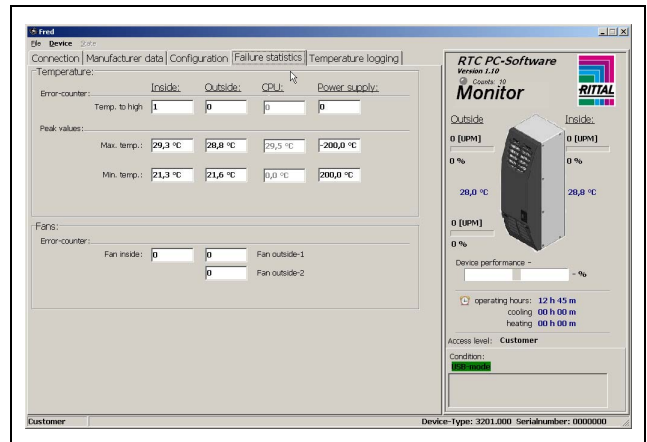 Fred
File Device State
Connection Manufacturer data Configuration Failure statistics Temperature logging
Temperature:
Error-counter: Inside: Outside: CPU: Power supply:
Temp. to high 1 0 0 0
Peak values:
Max. temp.: 29,3 °C 28,8 °C 29,5 °C -200,0 °C
Min. temp.: 21,3 °C 21,6 °C 0,0 °C 200,0 °C
Fans:
Error-counter:
Fan inside: 0 0 Fan outside-1
0 Fan outside-2
RTC PC-Software
Version 1.10
Counts: 10
Monitor
RITTAL
Outside Inside:
0 [UPM] 0 [UPM]
0 % 0 %
28,0 °C 28,8 °C
0 [UPM]
0 %
Device performance -
- %
operating hours: 12 h 45 m
cooling 00 h 00 m
heating 00 h 00 m
Access level: Customer
Condition:
USB-mode
Customer Device-Type: 3201.000 Serialnumber: 0000000